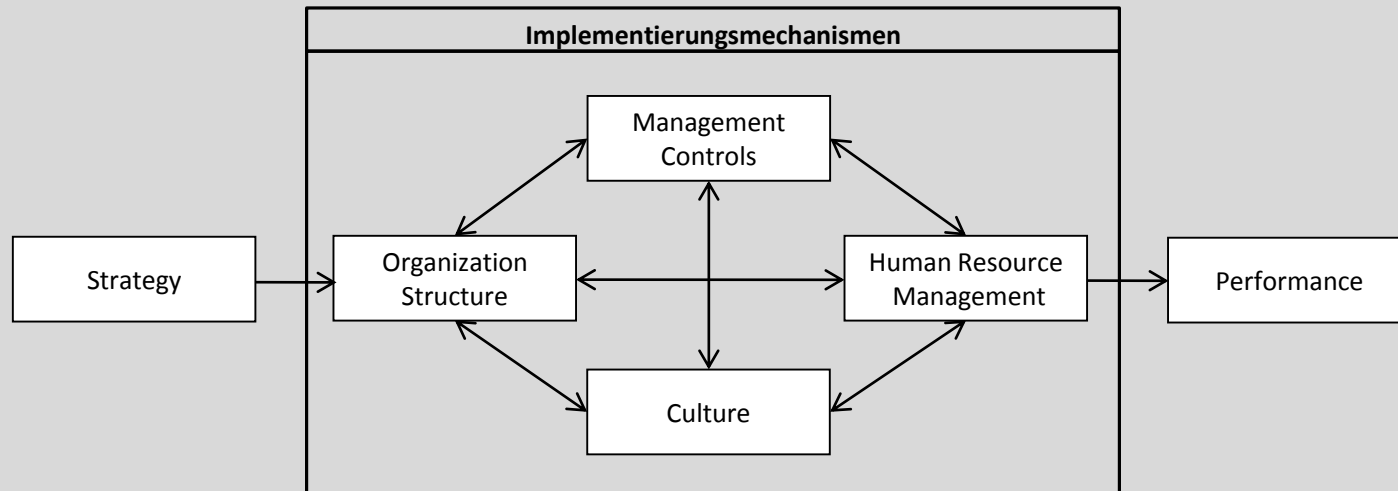 Implementierungsmechanismen
Management
Controls
Strategy
Organization
Structure
Human Resource
Management
Performance
Culture